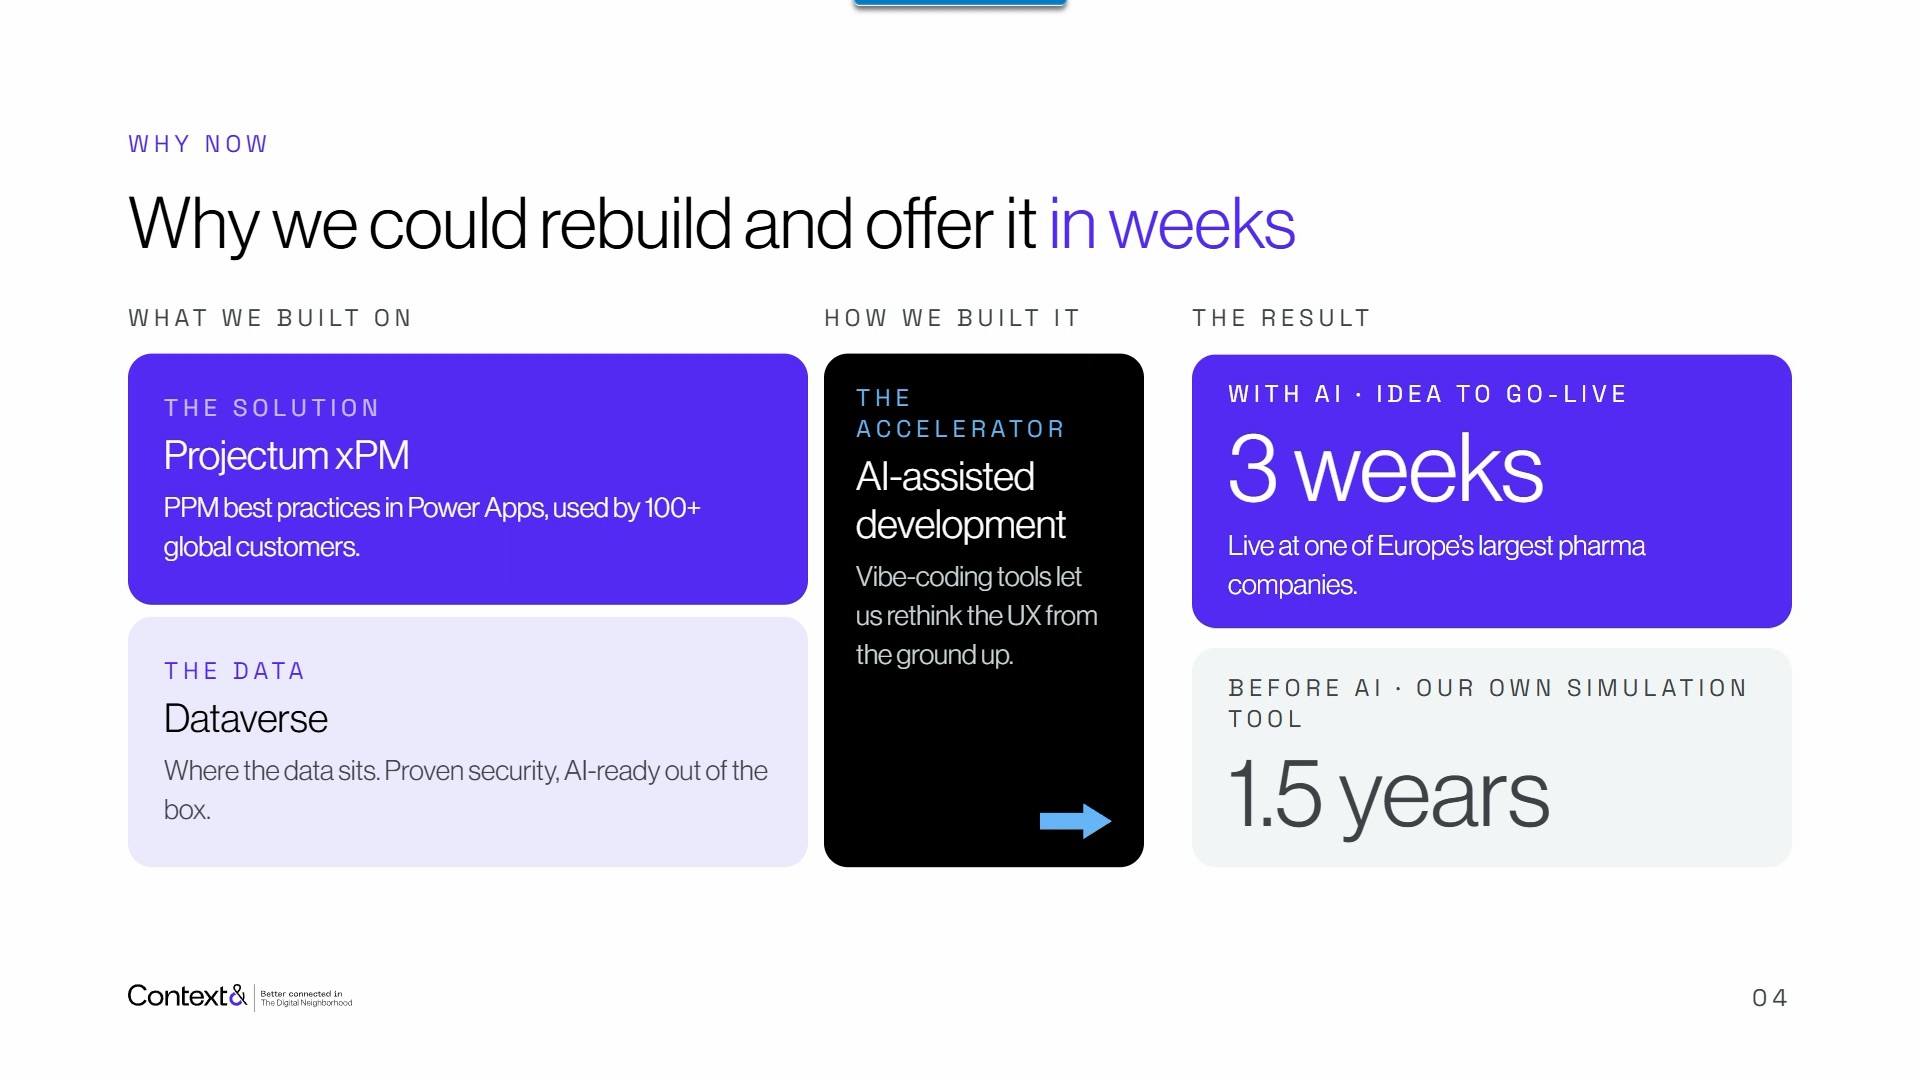 WHY NOW
Why we could rebuild and offer it in weeks
WHAT WE BUILT ON
THE SOLUTION
Projectum xPM
PPM best practices in Power Apps, used by 100+
global customers.
THE DATA
Dataverse
Where the data sits. Proven security, AI-ready out of the
box.
HOW WE BUILT IT
THE
ACCELERATOR
AI-assisted
development
Vibe-coding tools let
us rethink the UX from
the ground up.
THE RESULT
WITH AI · IDEA TO GO-LIVE
3 weeks
Live at one of Europe’s largest pharma
companies.
BEFORE AI · OUR OWN SIMULATION
TOOL
1.5 years
Context&
Better connected in
The Digital Neighborhood
04